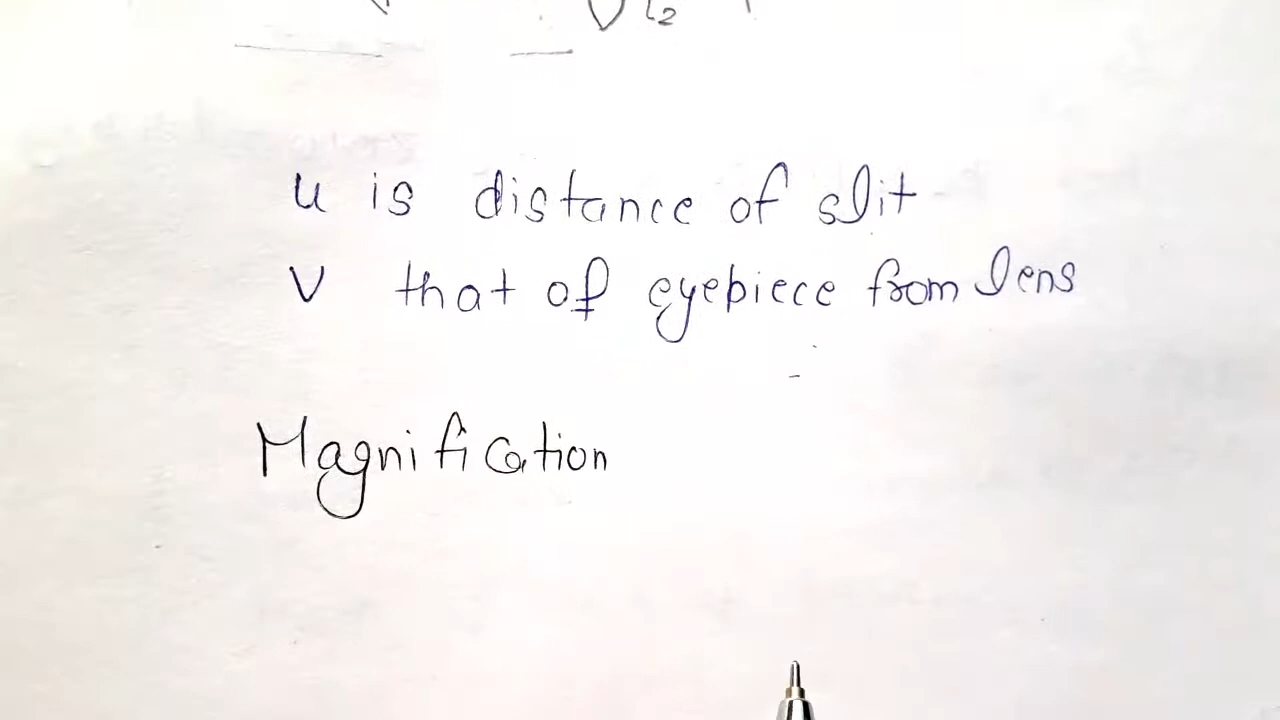 u is distance of slit
v that of eyepiece from lens
Magnification